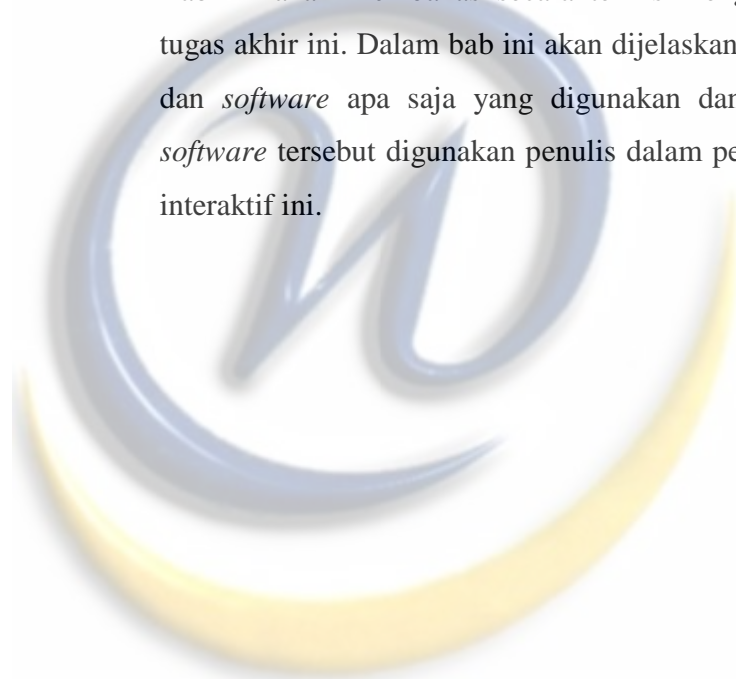 tugas akhir ini. Dalam bab ini akan dijelaskan
dan software apa saja yang digunakan dan
software tersebut digunakan penulis dalam pe
interaktif ini.